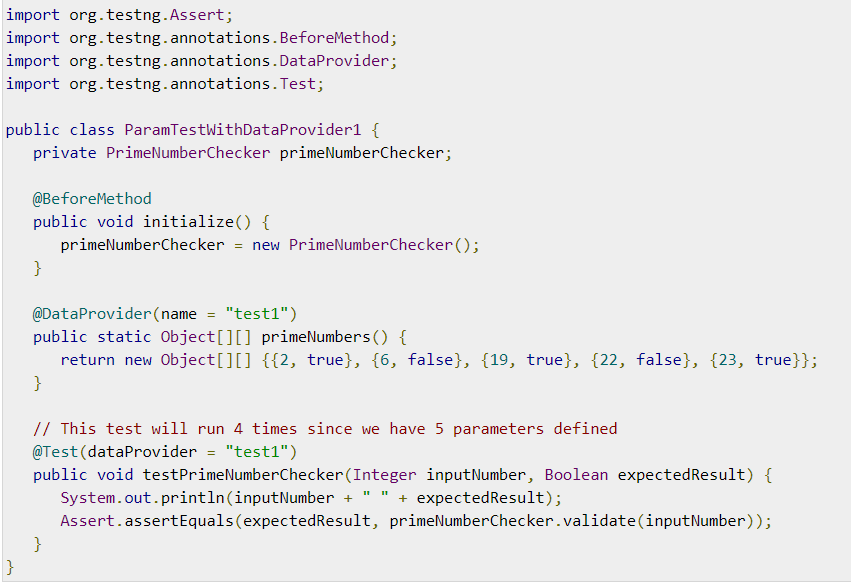 import org.testng.Assert;
import org.testng.annotations.BeforeMethod;
import org.testng.annotations.DataProvider;
import org.testng.annotations.Test;

public class ParamTestWithDataProvider1 {
   private PrimeNumberChecker primeNumberChecker;

   @BeforeMethod
   public void initialize() {
      primeNumberChecker = new PrimeNumberChecker();
   }

   @DataProvider(name = "test1")
   public static Object[][] primeNumbers() {
      return new Object[][] {{2, true}, {6, false}, {19, true}, {22, false}, {23, true}};
   }

   // This test will run 4 times since we have 5 parameters defined
   @Test(dataProvider = "test1")
   public void testPrimeNumberChecker(Integer inputNumber, Boolean expectedResult) {
      System.out.println(inputNumber + " " + expectedResult);
      Assert.assertEquals(expectedResult, primeNumberChecker.validate(inputNumber));
   }
}